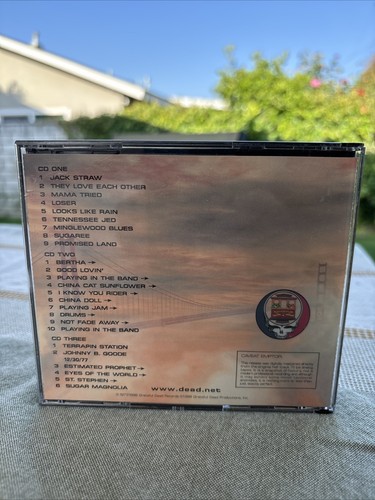 CD ONE
1 JACK STRAW
2 THEY LOVE EACH OTHER
3 MAMA TRIED
4 LOSER
5 LOOKS LIKE RAIN
6 TENNESSEE JED
7 MINGLEWOOD BLUES
8 SUGAREE
9 PROMISED LAND
CD TWO
1 BERTHA →
2 GOOD LOVIN'
3 PLAYING IN THE BAND →
4 CHINA CAT SUNFLOWER →
5 I KNOW YOU RIDER →
6 CHINA DOLL →
7 PLAYING JAM →
8 DRUMS →
9 NOT FADE AWAY →
10 PLAYING IN THE BAND
CD THREE
1 TERRAPIN STATION
2 JOHNNY B. GOODE
12/30/77
3 ESTIMATED PROPHET →
4 EYES OF THE WORLD →
5 ST. STEPHEN →
6 SUGAR MAGNOLIA
CAVEAT EMPTOR
www.dead.net